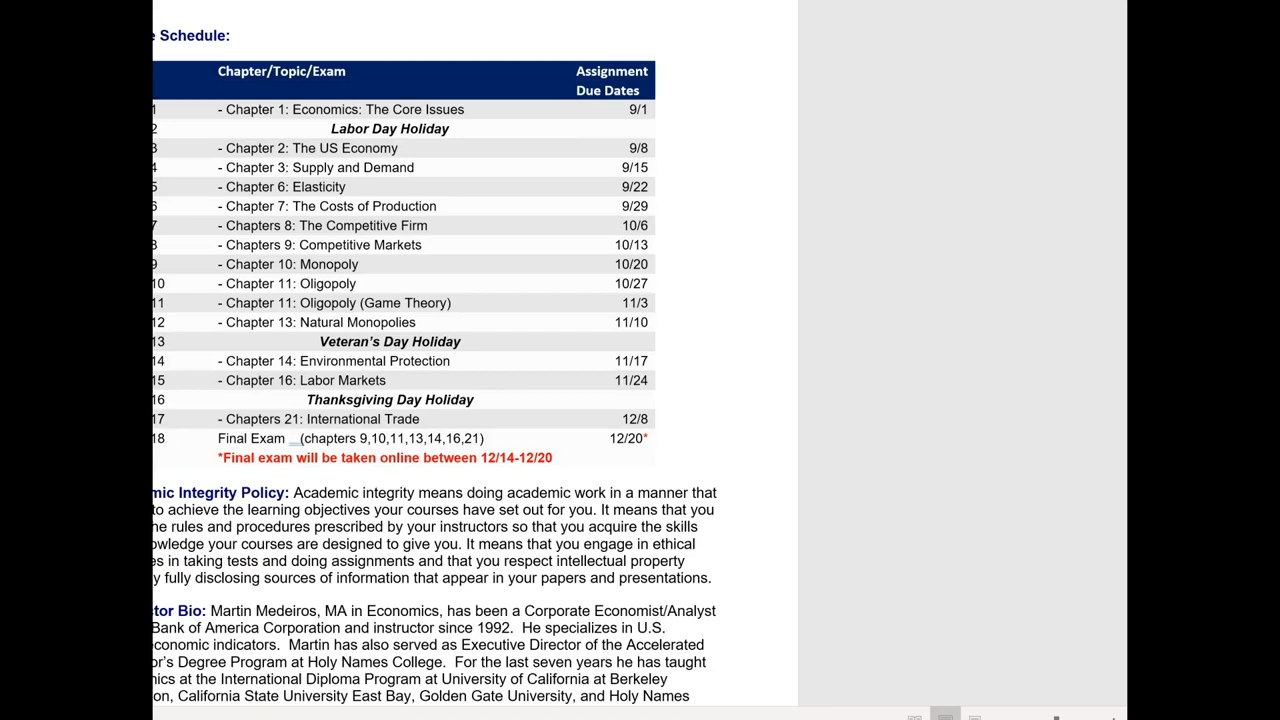 e Schedule:
Chapter/Topic/Exam Assignment
Due Dates
1 - Chapter 1: Economics: The Core Issues 9/1
2 Labor Day Holiday
3 - Chapter 2: The US Economy 9/8
4 - Chapter 3: Supply and Demand 9/15
5 - Chapter 6: Elasticity 9/22
6 - Chapter 7: The Costs of Production 9/29
7 - Chapters 8: The Competitive Firm 10/6
8 - Chapters 9: Competitive Markets 10/13
9 - Chapter 10: Monopoly 10/20
10 - Chapter 11: Oligopoly 10/27
11 - Chapter 11: Oligopoly (Game Theory) 11/3
12 - Chapter 13: Natural Monopolies 11/10
13 Veteran’s Day Holiday
14 - Chapter 14: Environmental Protection 11/17
15 - Chapter 16: Labor Markets 11/24
16 Thanksgiving Day Holiday
17 - Chapters 21: International Trade 12/8
18 Final Exam (chapters 9,10,11,13,14,16,21) 12/20*
*Final exam will be taken online between 12/14-12/20
mic Integrity Policy: Academic integrity means doing academic work in a manner that
to achieve the learning objectives your courses have set out for you. It means that you
he rules and procedures prescribed by your instructors so that you acquire the skills
owledge your courses are designed to give you. It means that you engage in ethical
es in taking tests and doing assignments and that you respect intellectual property
y fully disclosing sources of information that appear in your papers and presentations.
ctor Bio: Martin Medeiros, MA in Economics, has been a Corporate Economist/Analyst
Bank of America Corporation and instructor since 1992. He specializes in U.S.
economic indicators. Martin has also served as Executive Director of the Accelerated
or’s Degree Program at Holy Names College. For the last seven years he has taught
nics at the International Diploma Program at University of California at Berkeley
on, California State University East Bay, Golden Gate University, and Holy Names